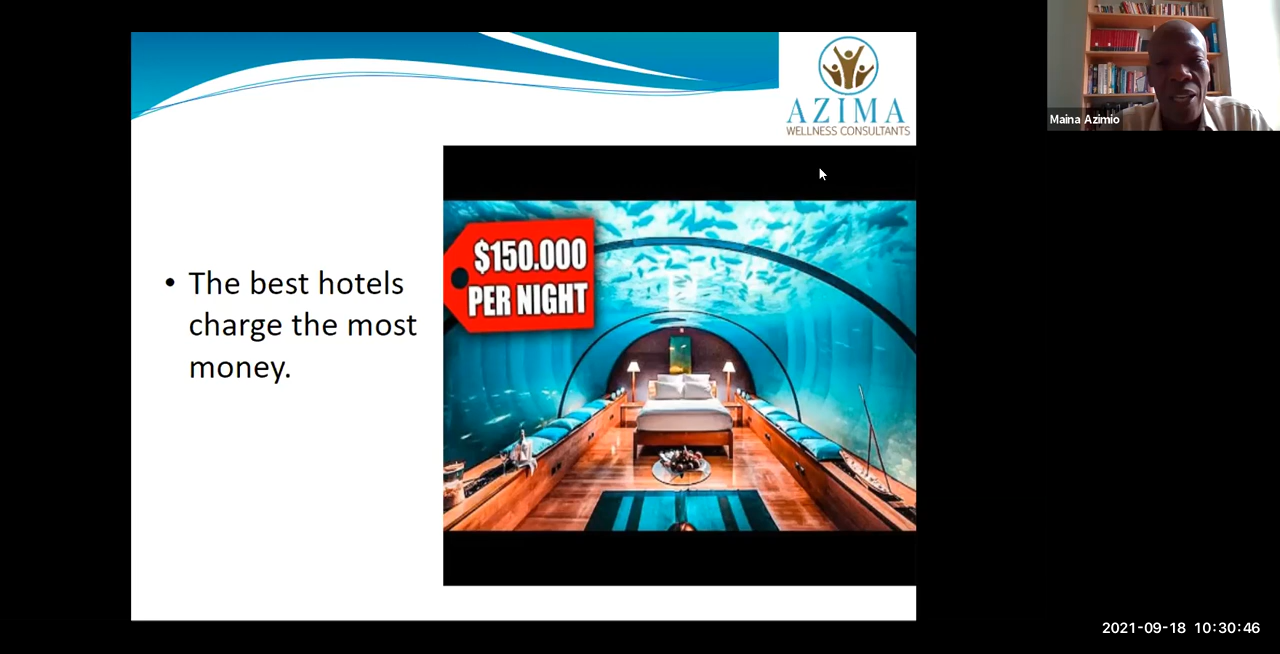 AZIMA
WELLNESS CONSULTANTS
Maina Azimio
$150.000
PER NIGHT
• The best hotels
charge the most
money.
2021-09-18 10:30:46